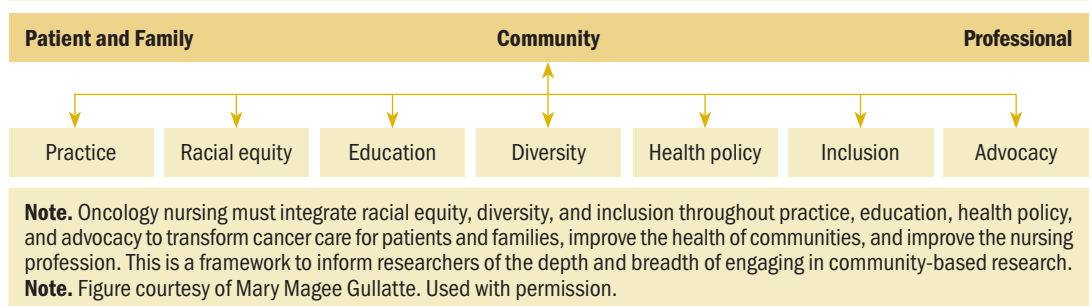 Patient and Family Community Professional
Practice Racial equity Education Diversity Health policy Inclusion Advocacy
Note. Oncology nursing must integrate racial equity, diversity, and inclusion throughout practice, education, health policy,
and advocacy to transform cancer care for patients and families, improve the health of communities, and improve the nursing
profession. This is a framework to inform researchers of the depth and breadth of engaging in community-based research.
Note. Figure courtesy of Mary Magee Gullatte. Used with permission.